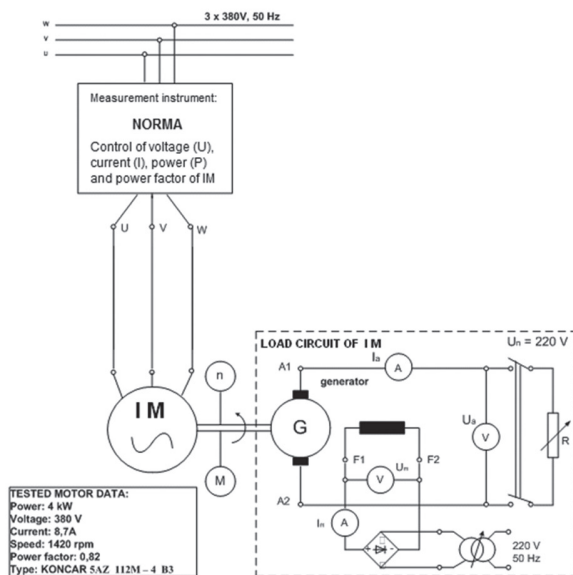 3 x 380V, 50 Hz
W
V
U
Measurement instrument:
NORMA
Control of voltage (U),
current (I), power (P)
and power factor of IM
U
V
W
I M
n
M
LOAD CIRCUIT OF I M
Uₙ = 220 V
A1
Iₐ
A
generator
G
Uₐ
V
R
F1
F2
Uₙ
V
A2
Iₙ
A
220 V
50 Hz
TESTED MOTOR DATA:
Power: 4 kW
Voltage: 380 V
Current: 8,7A
Speed: 1420 rpm
Power factor: 0,82
Type: KONCAR 5AZ 112M – 4 B3